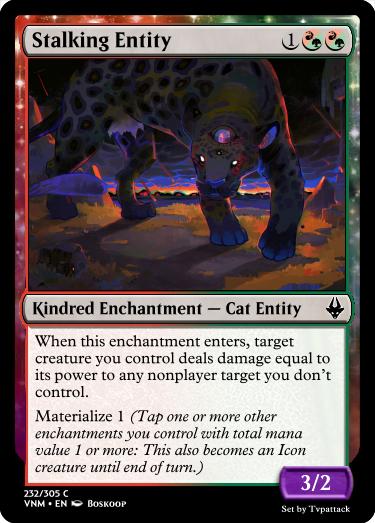 Stalking Entity 1
Kindred Enchantment — Cat Entity
When this enchantment enters, target
creature you control deals damage equal to
its power to any nonplayer target you don't
control.
Materialize 1 (Tap one or more other
enchantments you control with total mana
value 1 or more: This also becomes an Icon
creature until end of turn.)
3/2
232/305 C
VNM • EN Boskoop
Set by Tvpattack